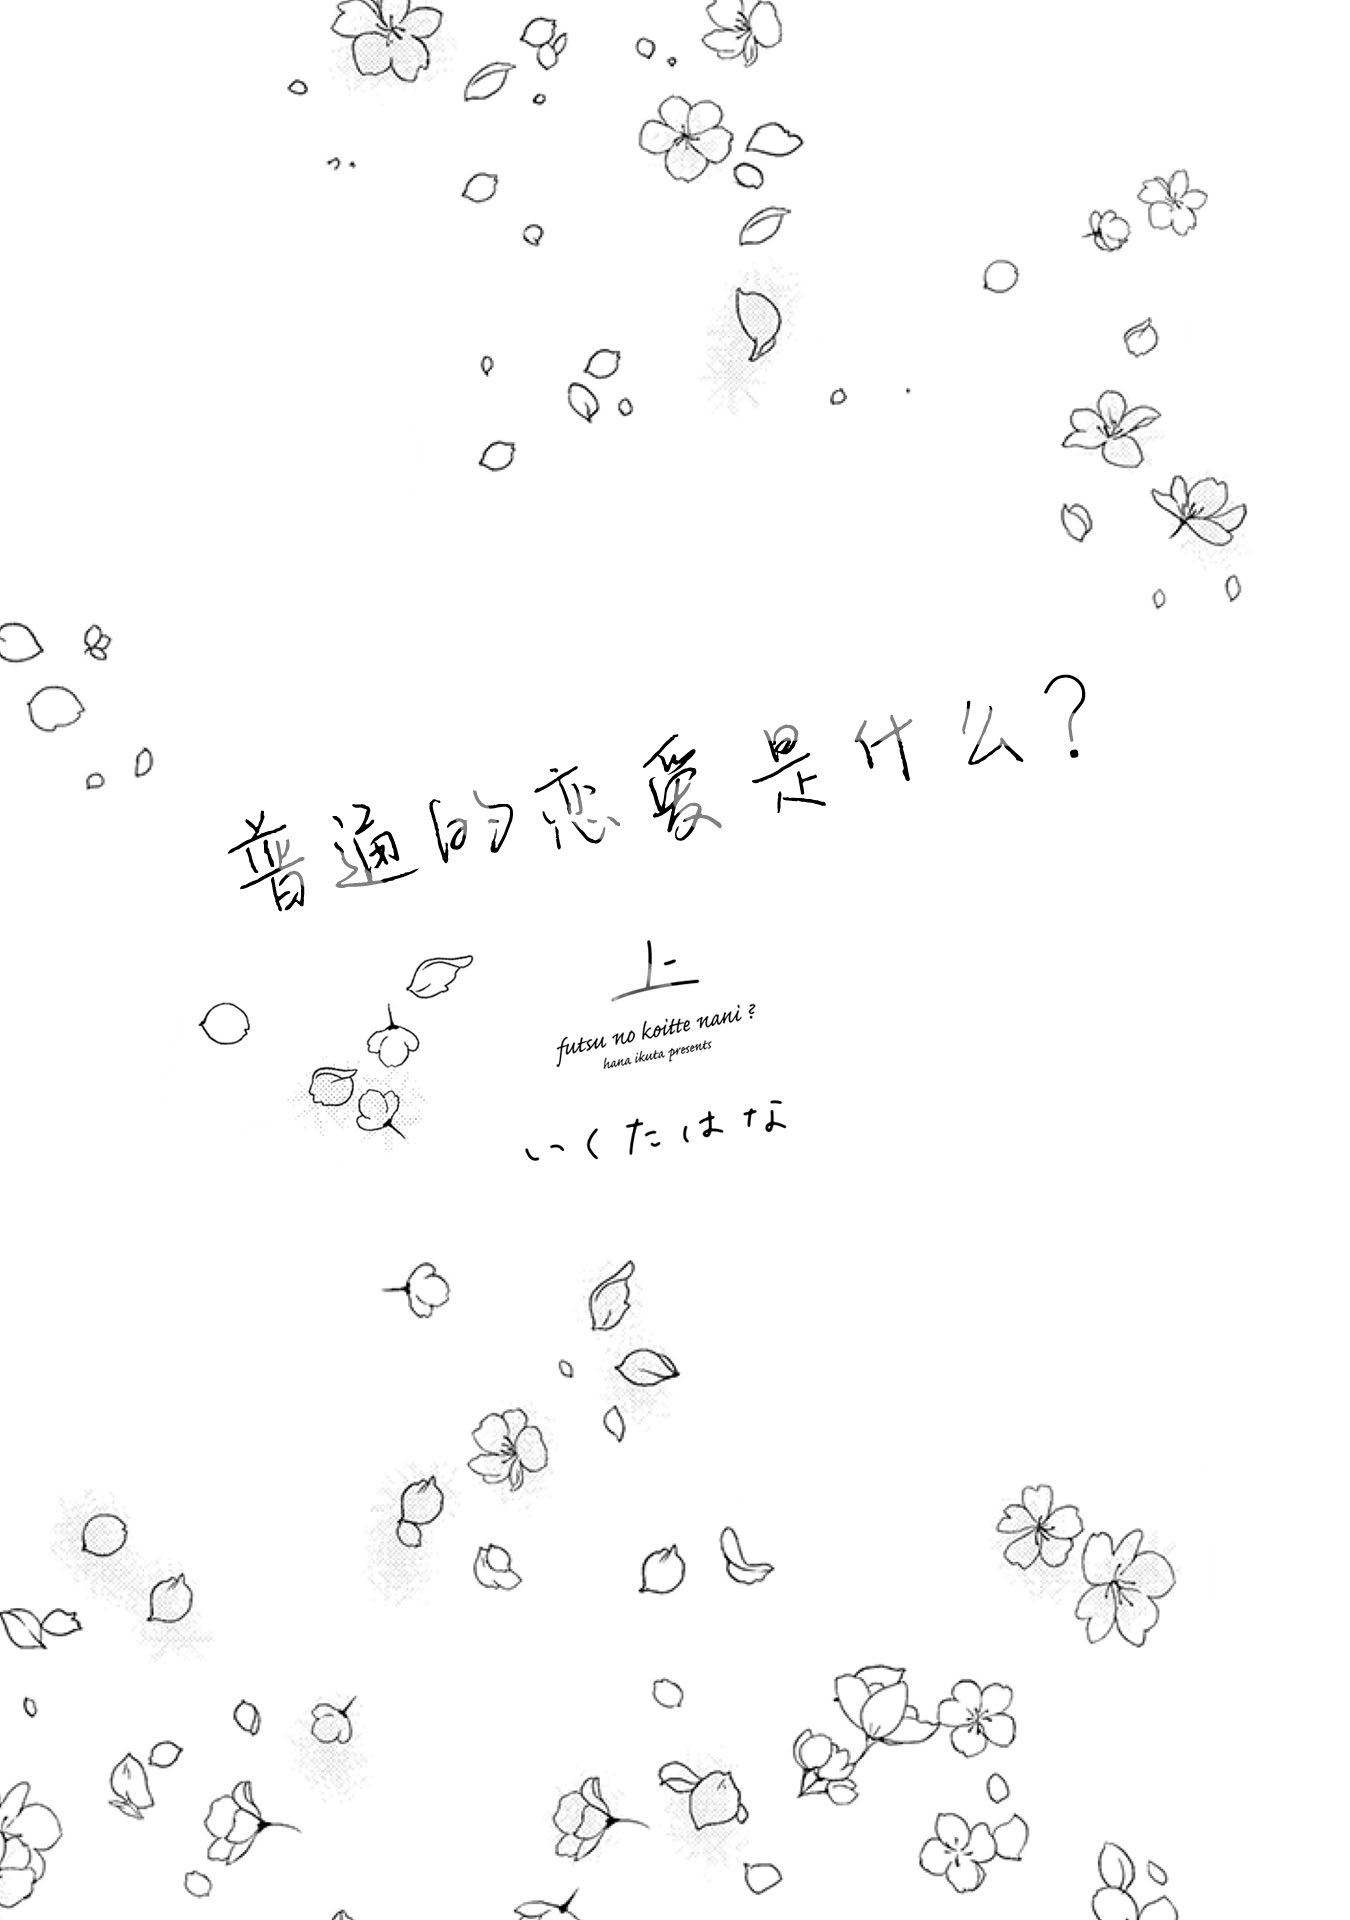 普通的恋爱是什么?
上
futsu no koitte nani ?
hana ikuta presents
いくたはな